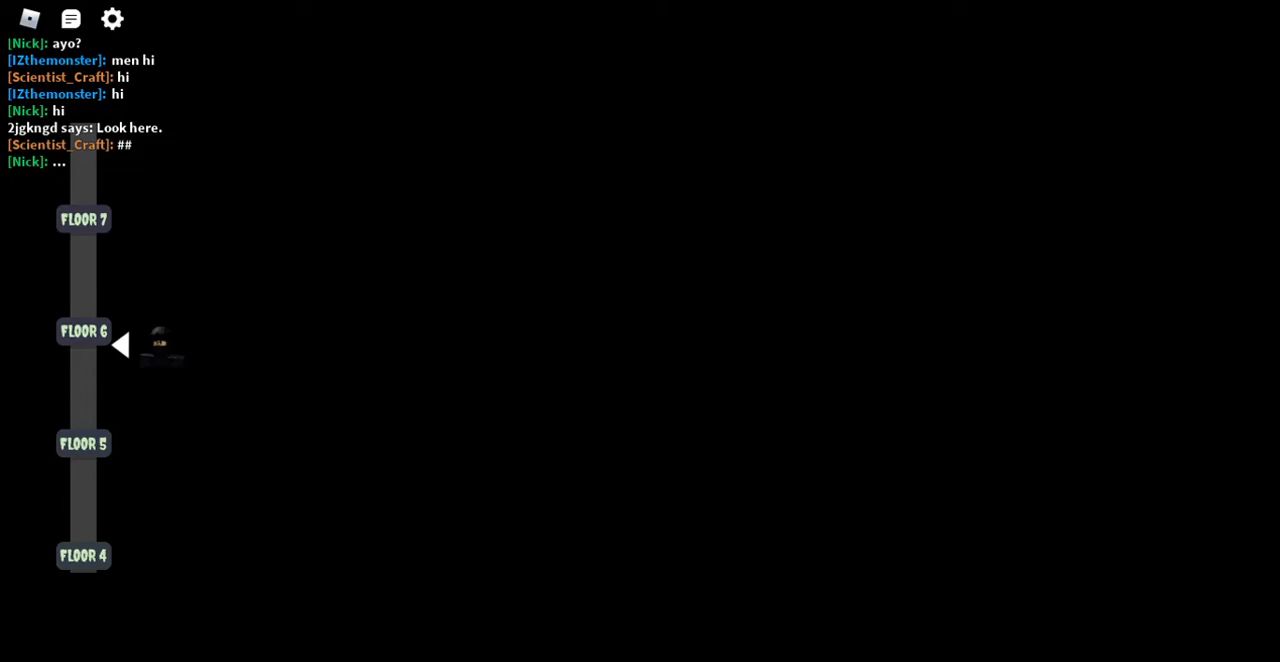 [Nick]: ayo?
[IZthemonster]: men hi
[Scientist_Craft]: hi
[IZthemonster]: hi
[Nick]: hi
2jgkngd says: Look here.
[Scientist_Craft]: ##
[Nick]: ...
FLOOR 7
FLOOR 6
FLOOR 5
FLOOR 4